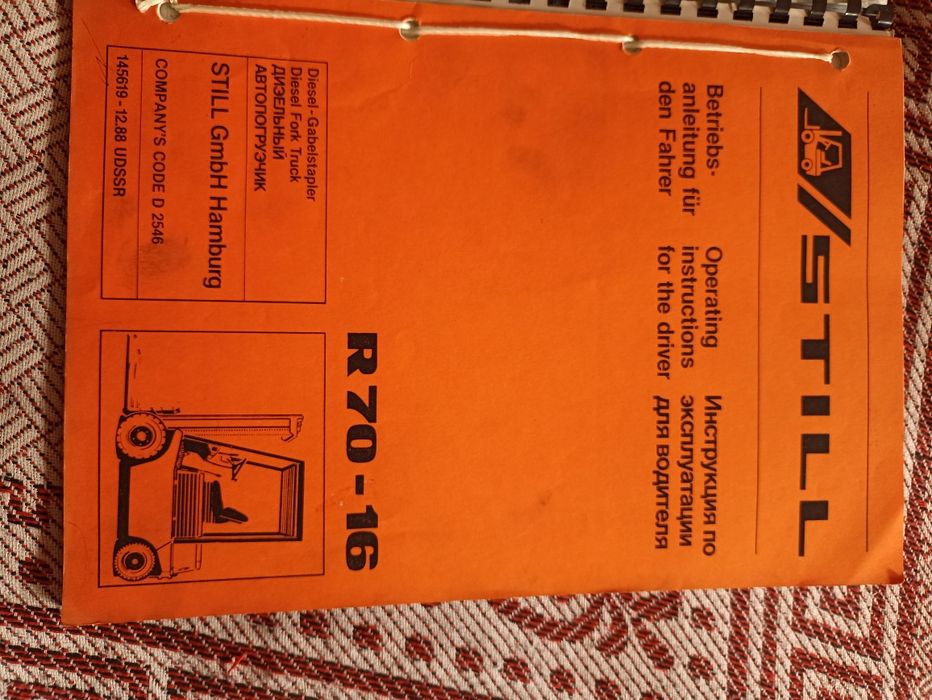 STILL
Betriebs-
anleitung für
den Fahrer
Operating
instructions
for the driver
Инструкция по
эксплуатации
для водителя
R 70-16
Diesel-Gabelstapler
Diesel Fork Truck
ДИЗЕЛЬНЫЙ
АВТОПОГРУЗЧИК
STILL GmbH Hamburg
COMPANY'S CODE D 2546
145619-12.88 UDSSR